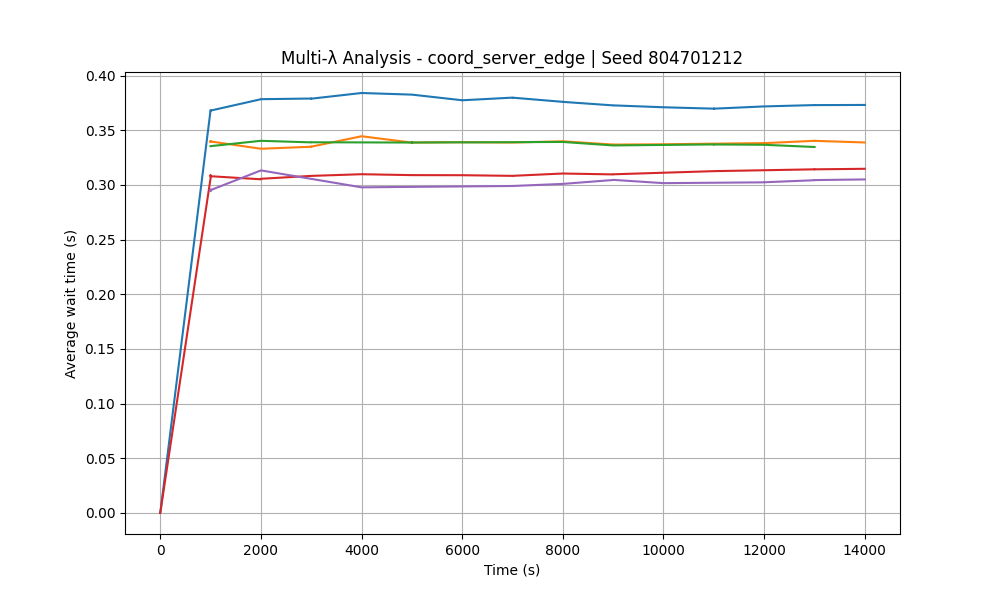 Multi-λ Analysis - coord_server_edge | Seed 804701212
Average wait time (s)
0.40
0.35
0.30
0.25
0.20
0.15
0.10
0.05
0.00
0 2000 4000 6000 8000 10000 12000 14000
Time (s)